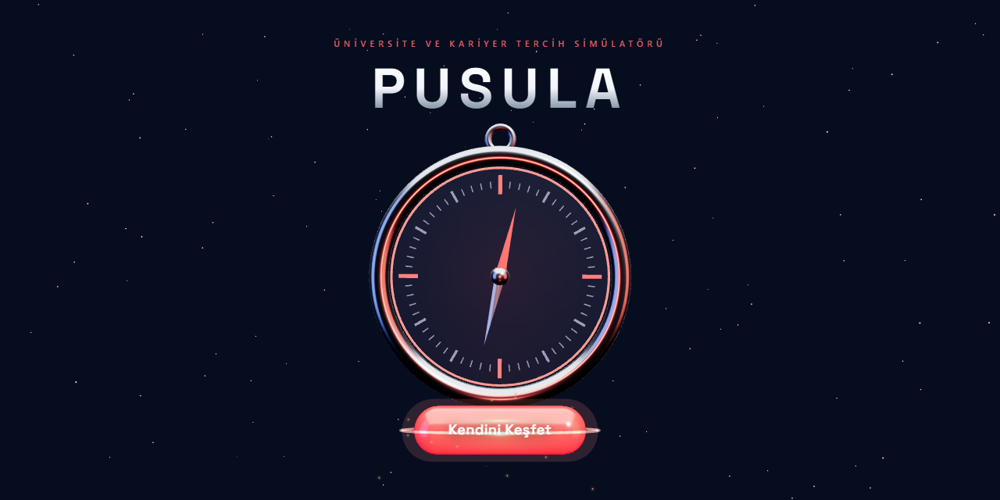 ÜNİVERSİTE VE KARİYER TERCİH SİMÜLATÖRÜ
PUSULA
Kendini Keşfet